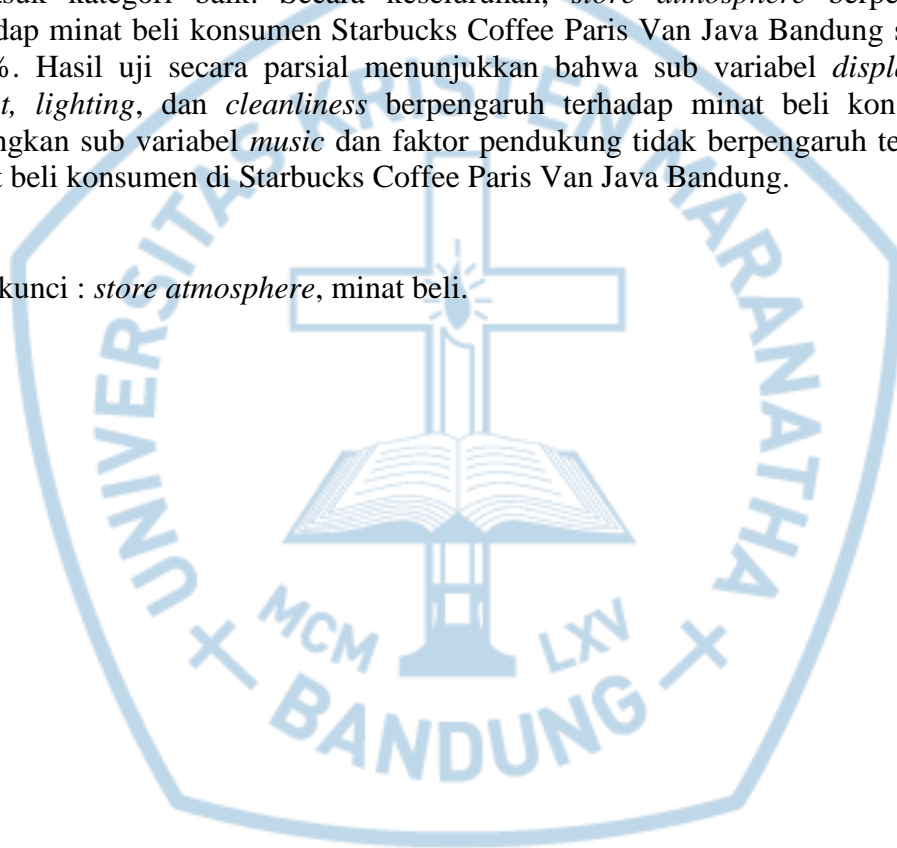 suk kategori baik. Secara keseluruhan, store atmosphere berpe
dap minat beli konsumen Starbucks Coffee Paris Van Java Bandung s
%. Hasil uji secara parsial menunjukkan bahwa sub variabel displa
t, lighting, dan cleanliness berpengaruh terhadap minat beli kon
ngkan sub variabel music dan faktor pendukung tidak berpengaruh te
t beli konsumen di Starbucks Coffee Paris Van Java Bandung.
kunci : store atmosphere, minat beli.
UNIVERSITAS KRISTEN MARANATHA
MCM LXV
BANDUNG